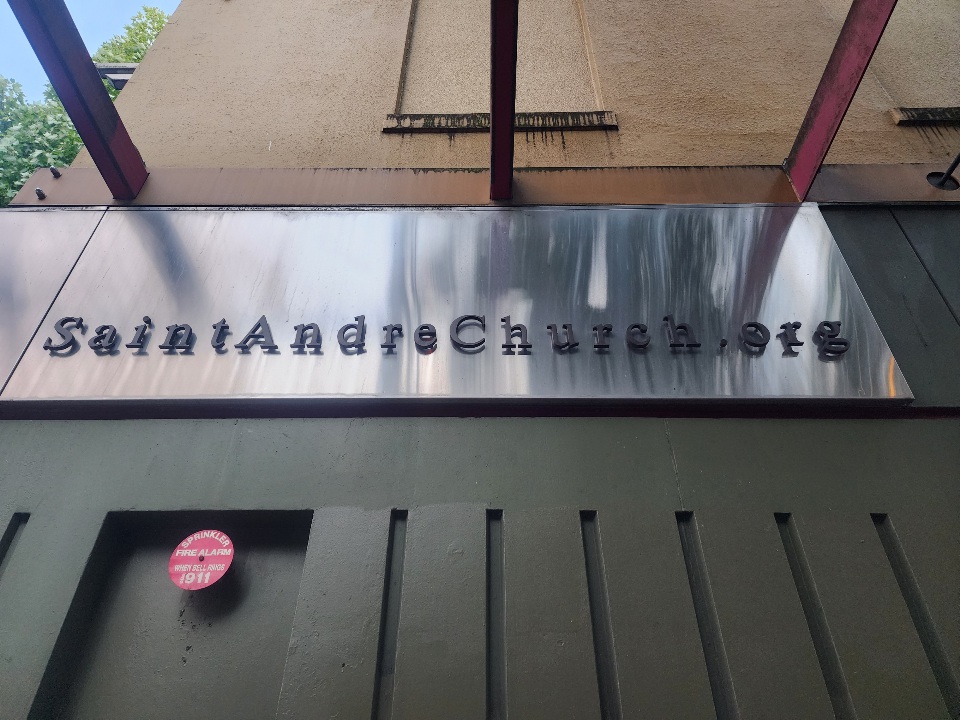 SaintAndreChurch.org
SPRINKLER
FIRE ALARM
WHEN BELL RINGS
911